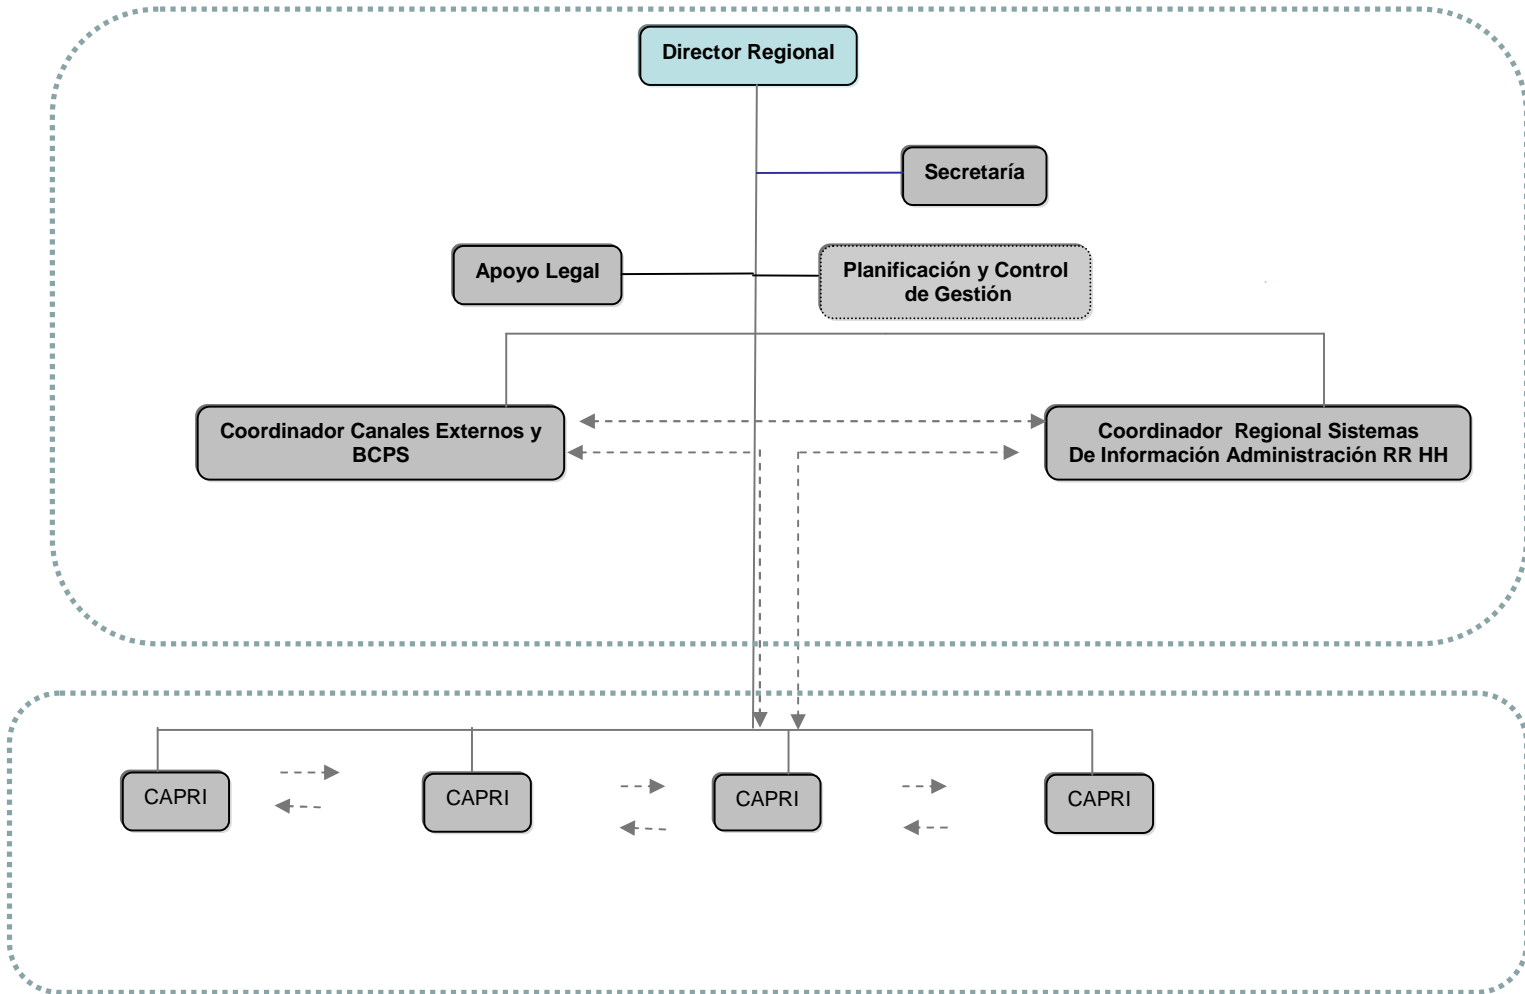 Director Regional
Secretaría
Apoyo Legal
Planificación y Control
de Gestión
Coordinador Canales Externos y
BCPS
Coordinador  Regional Sistemas
De Información Administración RR HH
CAPRI
CAPRI
CAPRI
CAPRI